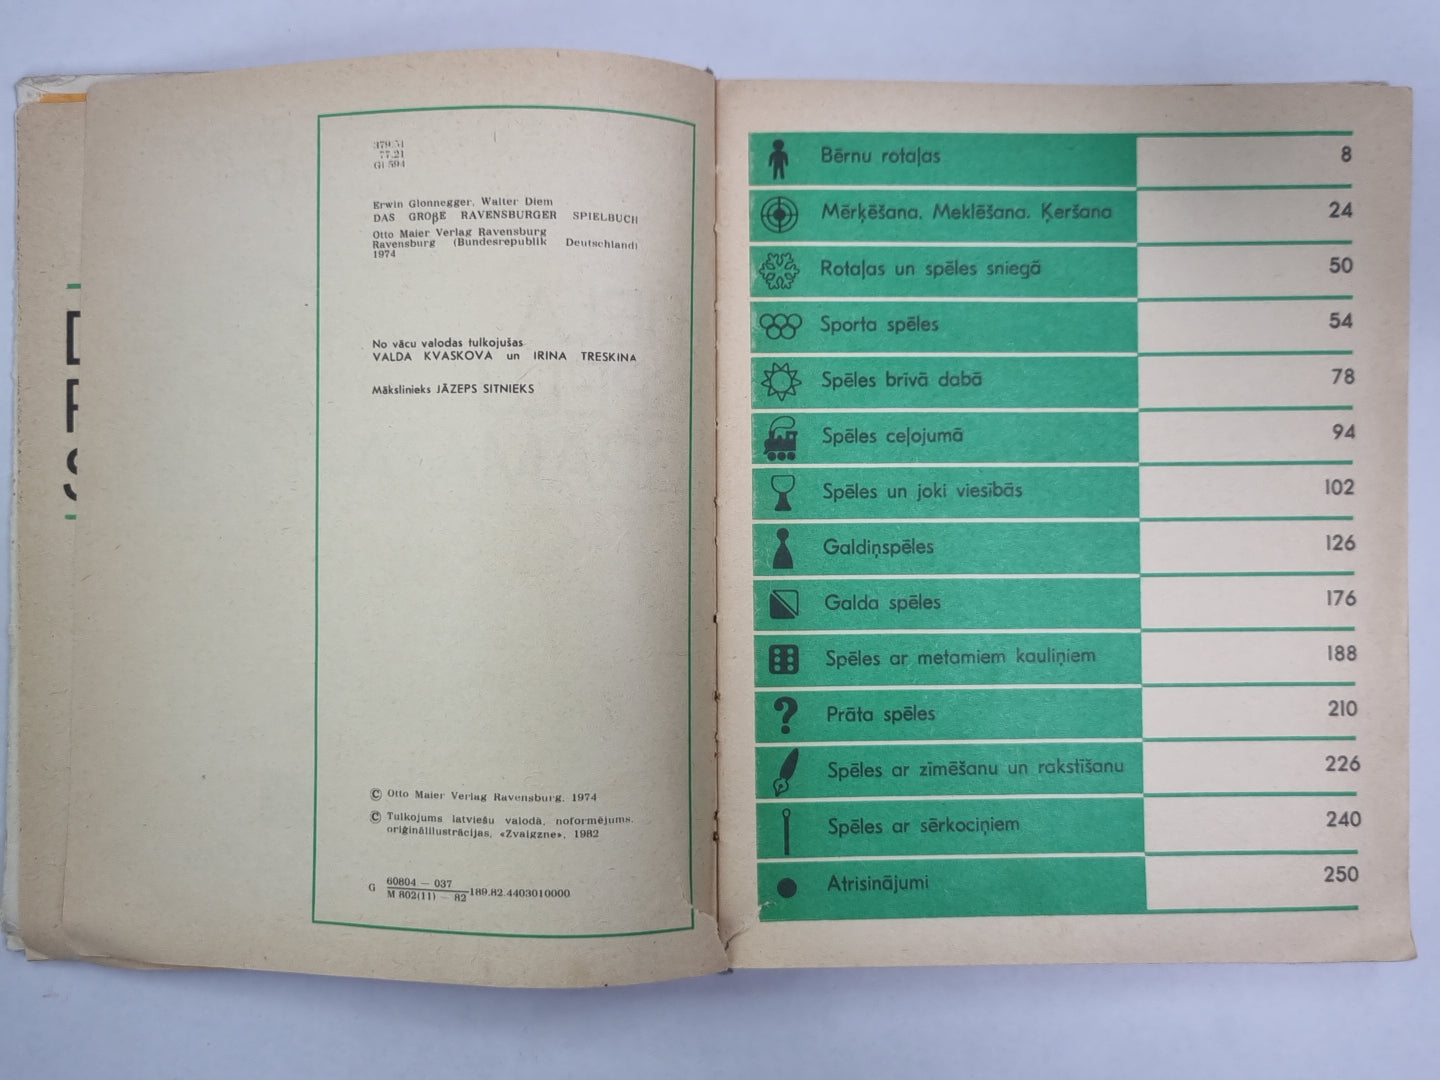 379.51
77.21
Gl 594
Erwin Glonnegger, Walter Diem
DAS GROβE RAVENSBURGER SPIELBUCH
Otto Maier Verlag Ravensburg
Ravensburg (Bundesrepublik Deutschland)
1974
No vācu valodas tulkojušas
VALDA KVASKOVA un IRINA TRESKINA
Mākslinieks JĀZEPS SITNIEKS
© Otto Maier Verlag Ravensburg, 1974
© Tulkojums latviešu valodā, noformējums,
oriģinālilustrācijas, «Zvaigzne», 1982
G 60804 — 037
M 802(11) — 82 189.82.4403010000
Bērnu rotaļas 8
Mērķēšana. Meklēšana. Ķeršana 24
Rotaļas un spēles sniegā 50
Sporta spēles 54
Spēles brīvā dabā 78
Spēles ceļojumā 94
Spēles un joki viesībās 102
Galdiņspēles 126
Galda spēles 176
Spēles ar metamiem kauliņiem 188
Prāta spēles 210
Spēles ar zīmēšanu un rakstīšanu 226
Spēles ar sērkociņiem 240
Atrisinājumi 250